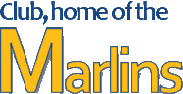 Club, home of the
Marlins